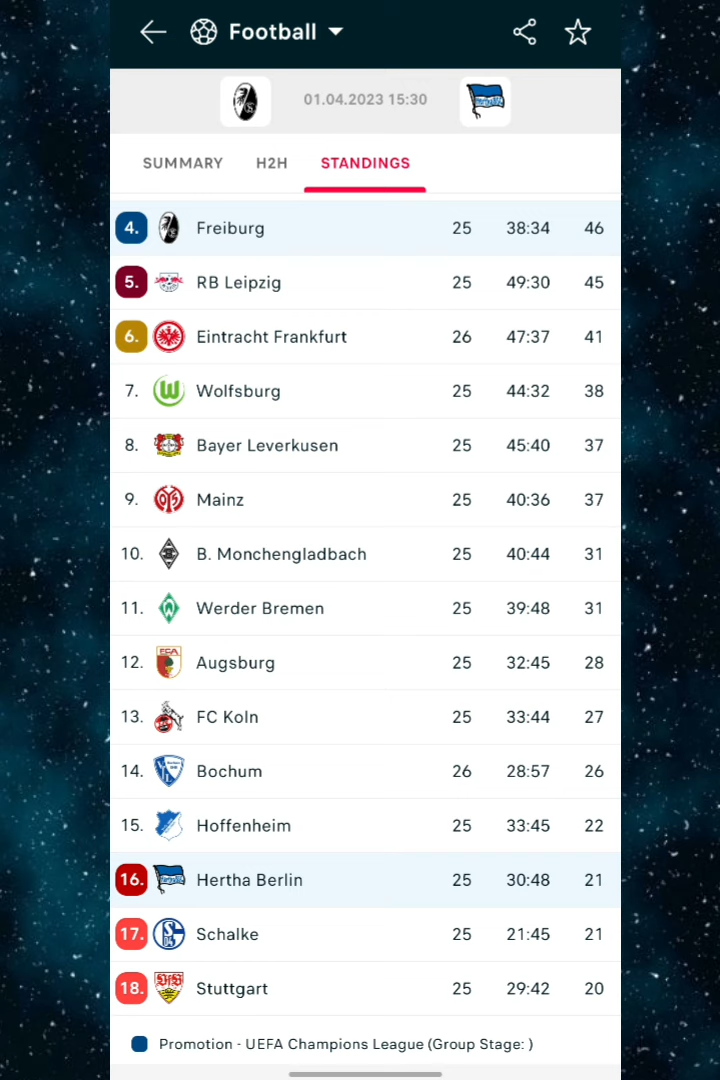 Football
01.04.2023 15:30
SUMMARY H2H STANDINGS
4. Freiburg 25 38:34 46
5. RB Leipzig 25 49:30 45
6. Eintracht Frankfurt 26 47:37 41
7. Wolfsburg 25 44:32 38
8. Bayer Leverkusen 25 45:40 37
9. Mainz 25 40:36 37
10. B. Monchengladbach 25 40:44 31
11. Werder Bremen 25 39:48 31
12. Augsburg 25 32:45 28
13. FC Koln 25 33:44 27
14. Bochum 26 28:57 26
15. Hoffenheim 25 33:45 22
16. Hertha Berlin 25 30:48 21
17. Schalke 25 21:45 21
18. Stuttgart 25 29:42 20
Promotion - UEFA Champions League (Group Stage: )